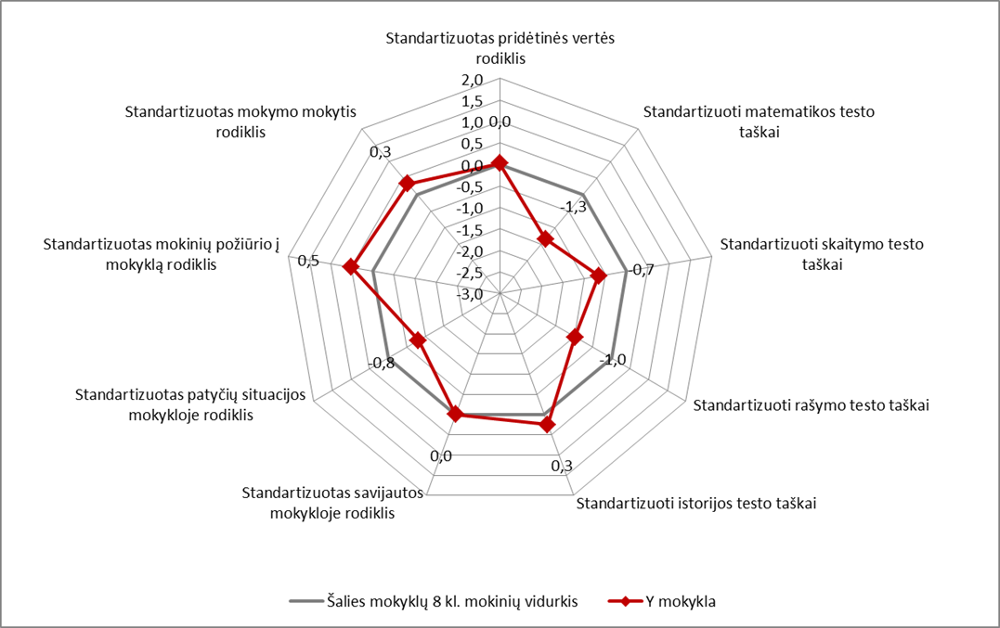 Standartizuotas pridėtinės vertės
rodiklis
Standartizuotas mokymo mokytis
rodiklis
Standartizuoti matematikos testo
taškai
2,0
1,5
1,0
0,0
0,5
0,3
0,0
-0,5
-1,0
-1,3
-1,5
-2,0
-2,5
-3,0
Standartizuotas mokinių požiūrio į
mokyklą rodiklis
0,5
Standartizuoti skaitymo testo
taškai
-0,7
-0,8
-1,0
Standartizuotas patyčių situacijos
mokykloje rodiklis
Standartizuoti rašymo testo taškai
0,0
0,3
Standartizuotas savijautos
mokykloje rodiklis
Standartizuoti istorijos testo taškai
Šalies mokyklų 8 kl. mokinių vidurkis
Y mokykla